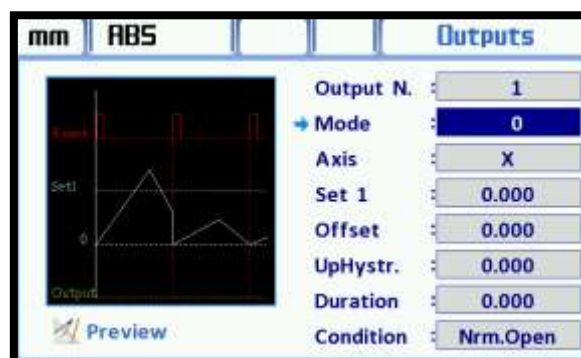 mm ABS Outputs
Output N. : 1
Mode : 0
Axis : X
Set 1 : 0.000
Offset : 0.000
UpHystr. : 0.000
Duration : 0.000
Condition : Nrm.Open
Set1
0
Output
Preview